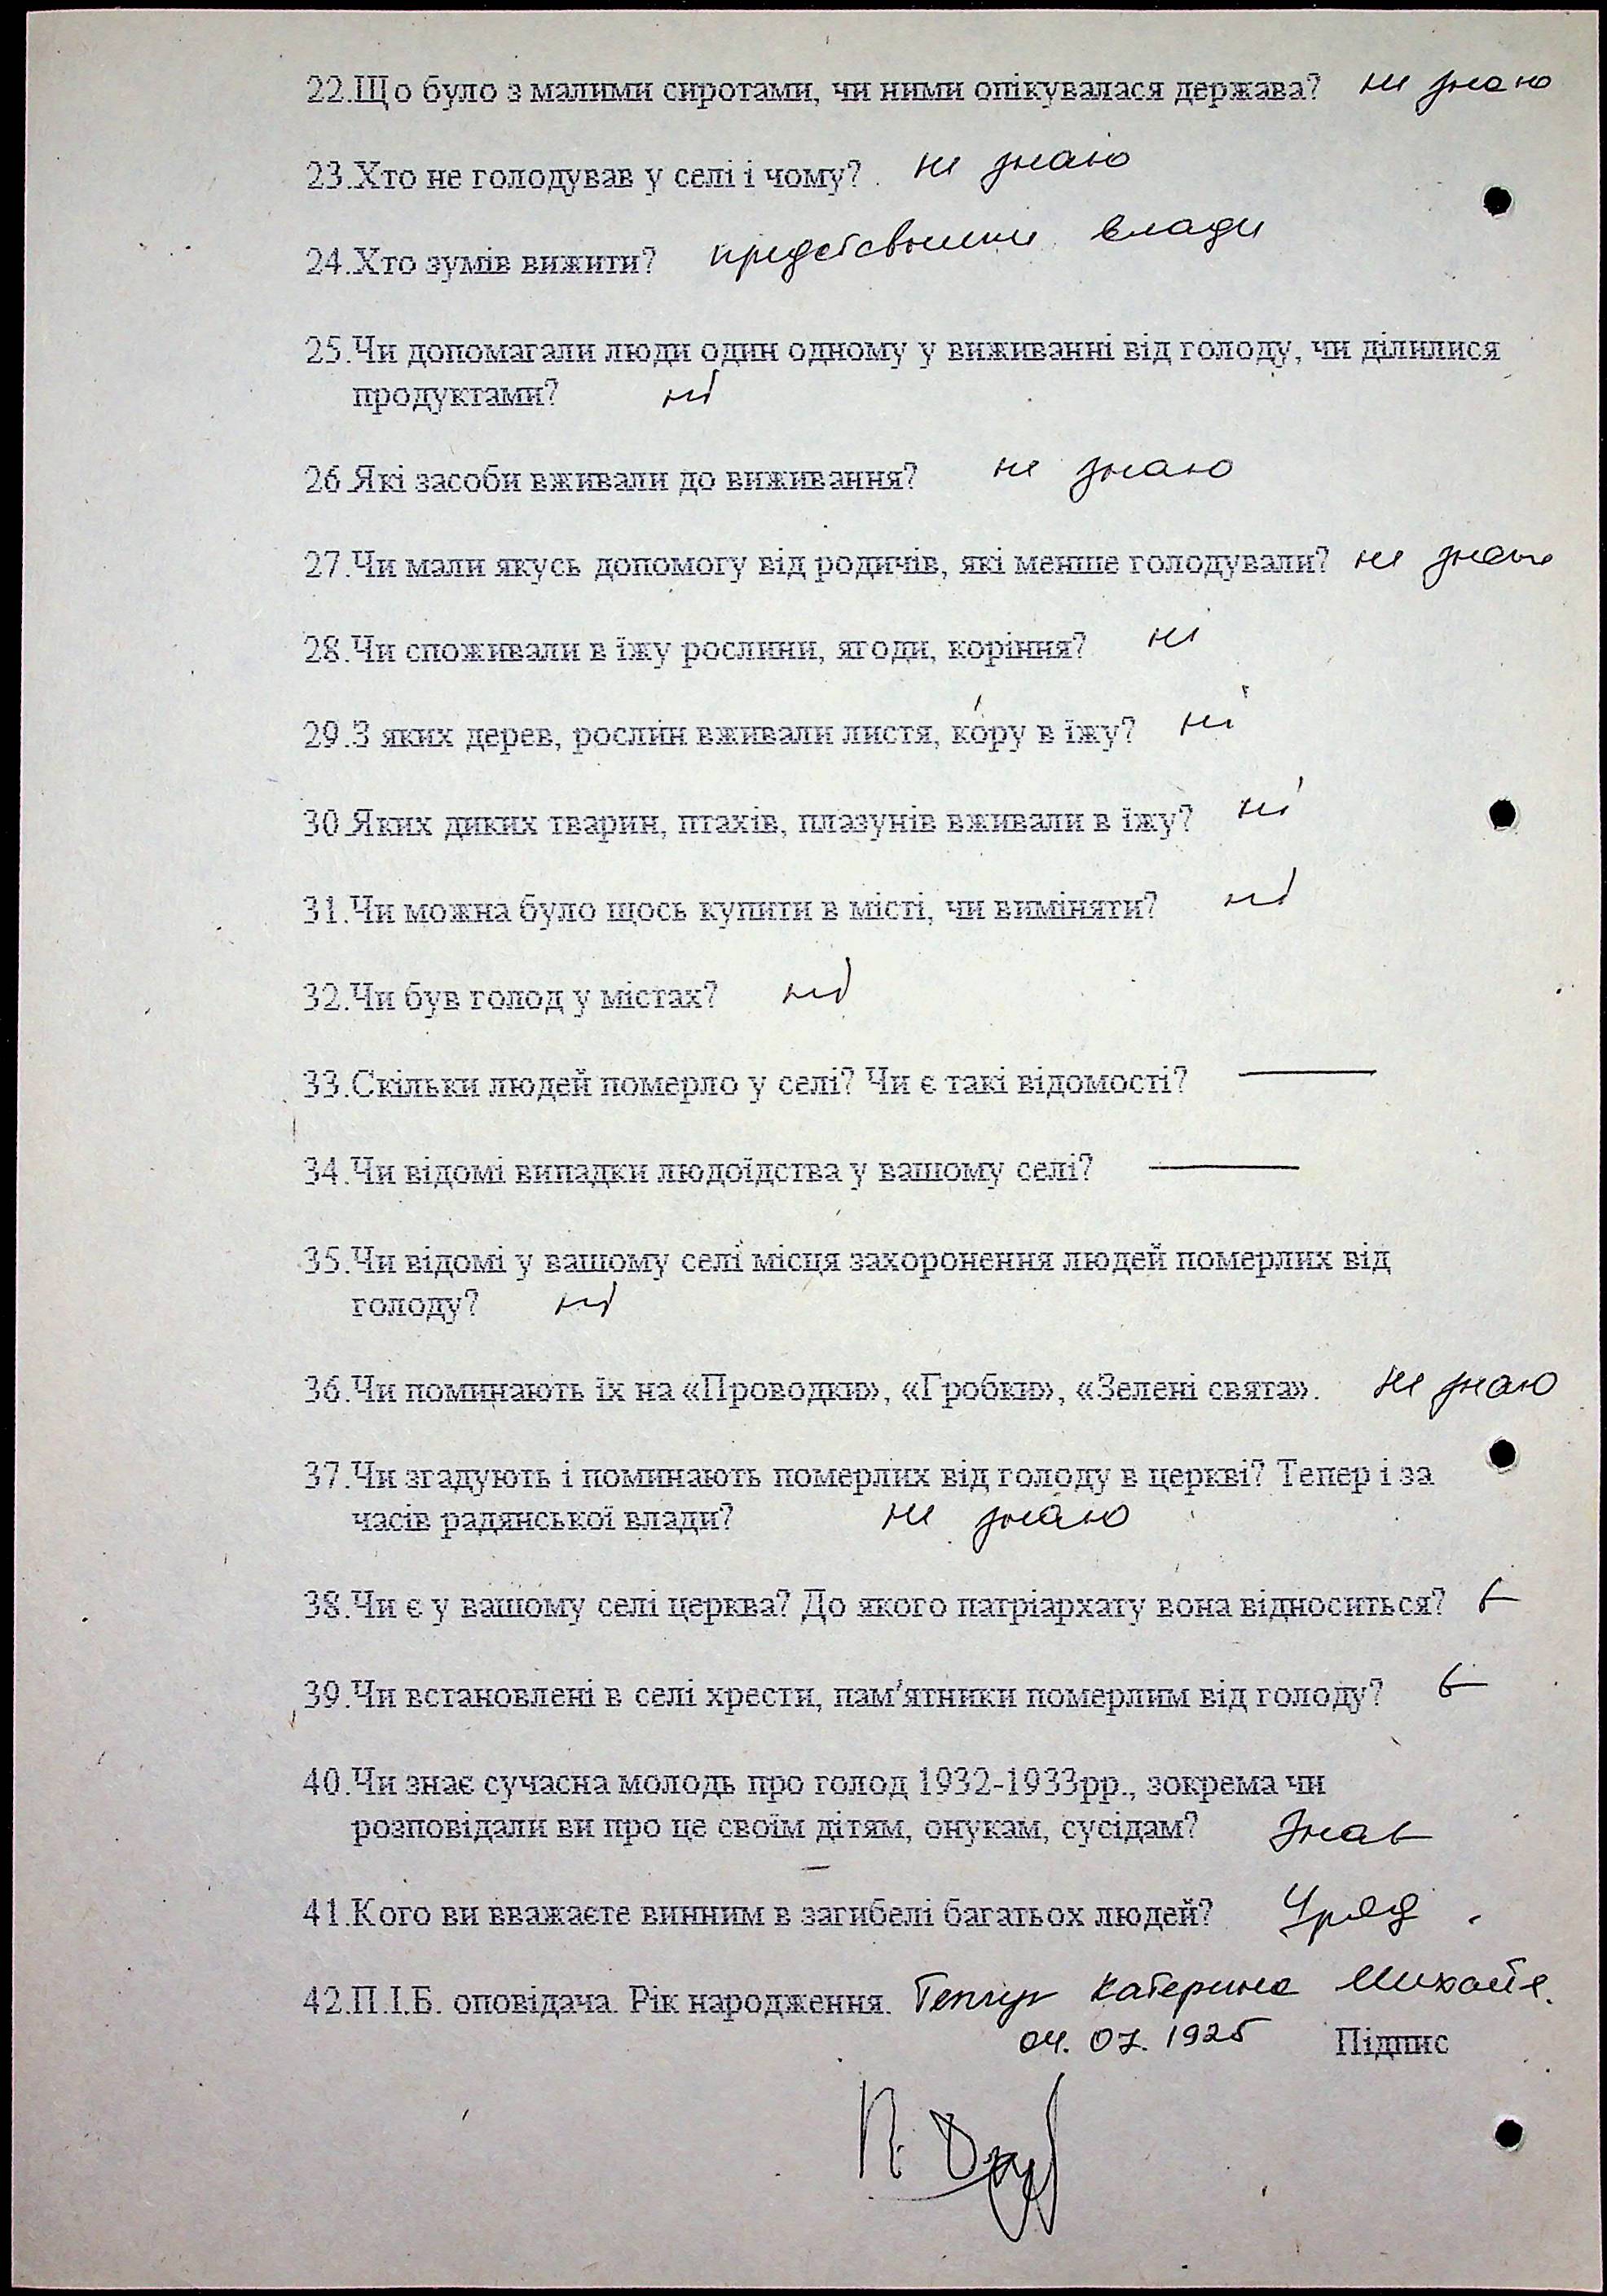 22.Що було з малими сиротами, чи ними опікувалася держава? не знаю
23.Хто не голодував у селі і чому? не знаю
24.Хто зумів вижити? представники влади
25.Чи допомагали люди один одному у виживанні від голоду, чи ділилися
продуктами? ні
26.Які засоби вживали до виживання? не знаю
27.Чи мали якусь допомогу від родичів, які менше голодували? не знаю
28.Чи споживали в їжу рослини, ягоди, коріння? ні
29.З яких дерев, рослин вживали листя, кору в їжу? ні
30.Яких диких тварин, птахів, плазунів вживали в їжу? ні
31.Чи можна було щось купити в місті, чи виміняти? ні
32.Чи був голод у містах? ні
33.Скільки людей померло у селі? Чи є такі відомості? —
34.Чи відомі випадки людоїдства у вашому селі? —
35.Чи відомі у вашому селі місця захоронення людей померлих від
голоду? ні
36.Чи поминають їх на «Проводки», «Гробки», «Зелені свята». не знаю
37.Чи згадують і поминають померлих від голоду в церкві? Тепер і за
часів радянської влади? не знаю
38.Чи є у вашому селі церква? До якого патріархату вона відноситься? є
39.Чи встановлені в селі хрести, пам'ятники померлим від голоду? є
40.Чи знає сучасна молодь про голод 1932-1933рр., зокрема чи
розповідали ви про це своїм дітям, онукам, сусідам? Знає
41.Кого ви вважаєте винним в загибелі багатьох людей? Уряд.
42.П.І.Б. оповідача. Рік народження. Катерина Михайл.
04.07.1925 Підпис